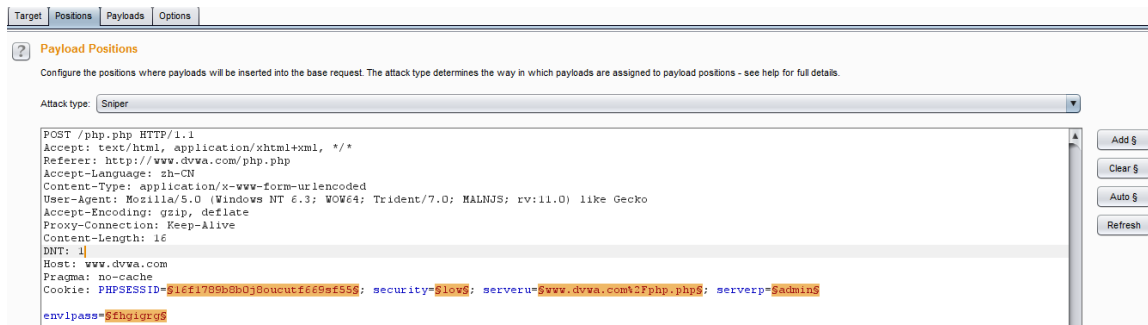 Target Positions Payloads Options
? Payload Positions
Configure the positions where payloads will be inserted into the base request. The attack type determines the way in which payloads are assigned to payload positions - see help for full details.
Attack type: Sniper
POST /php.php HTTP/1.1
Accept: text/html, application/xhtml+xml, */*
Referer: http://www.dvwa.com/php.php
Accept-Language: zh-CN
Content-Type: application/x-www-form-urlencoded
User-Agent: Mozilla/5.0 (Windows NT 6.3; WOW64; Trident/7.0; MALNJS; rv:11.0) like Gecko
Accept-Encoding: gzip, deflate
Proxy-Connection: Keep-Alive
Content-Length: 16
DNT: 1
Host: www.dvwa.com
Pragma: no-cache
Cookie: PHPSESSID=§16f1789b8b0j8oucutf669sf55§; security=§low§; serveru=§www.dvwa.com%2Fphp.php§; serverp=§admin§
envlpass=§fhgigrg§
Add §
Clear §
Auto §
Refresh